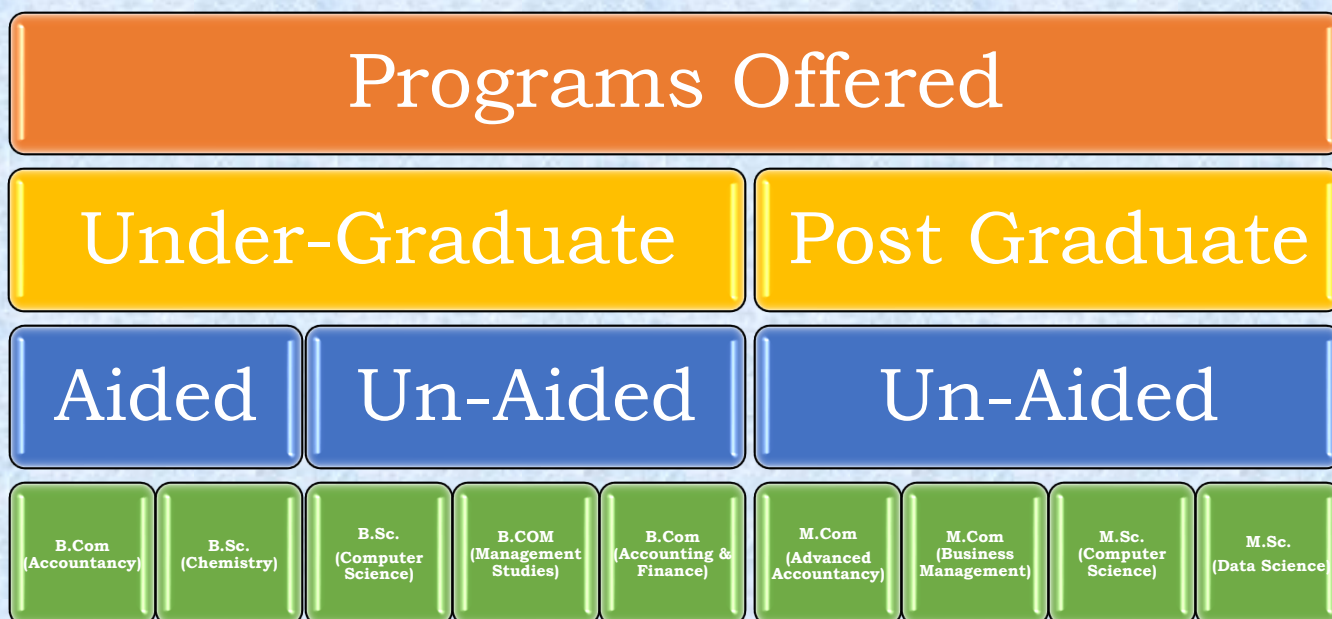 Programs Offered
Under-Graduate
Post Graduate
Aided
Un-Aided
Un-Aided
B.Com
(Accountancy)
B.Sc.
(Chemistry)
B.Sc.
(Computer
Science)
B.COM
(Management
Studies)
B.Com
(Accounting &
Finance)
M.Com
(Advanced
Accountancy)
M.Com
(Business
Management)
M.Sc.
(Computer
Science)
M.Sc.
(Data Science